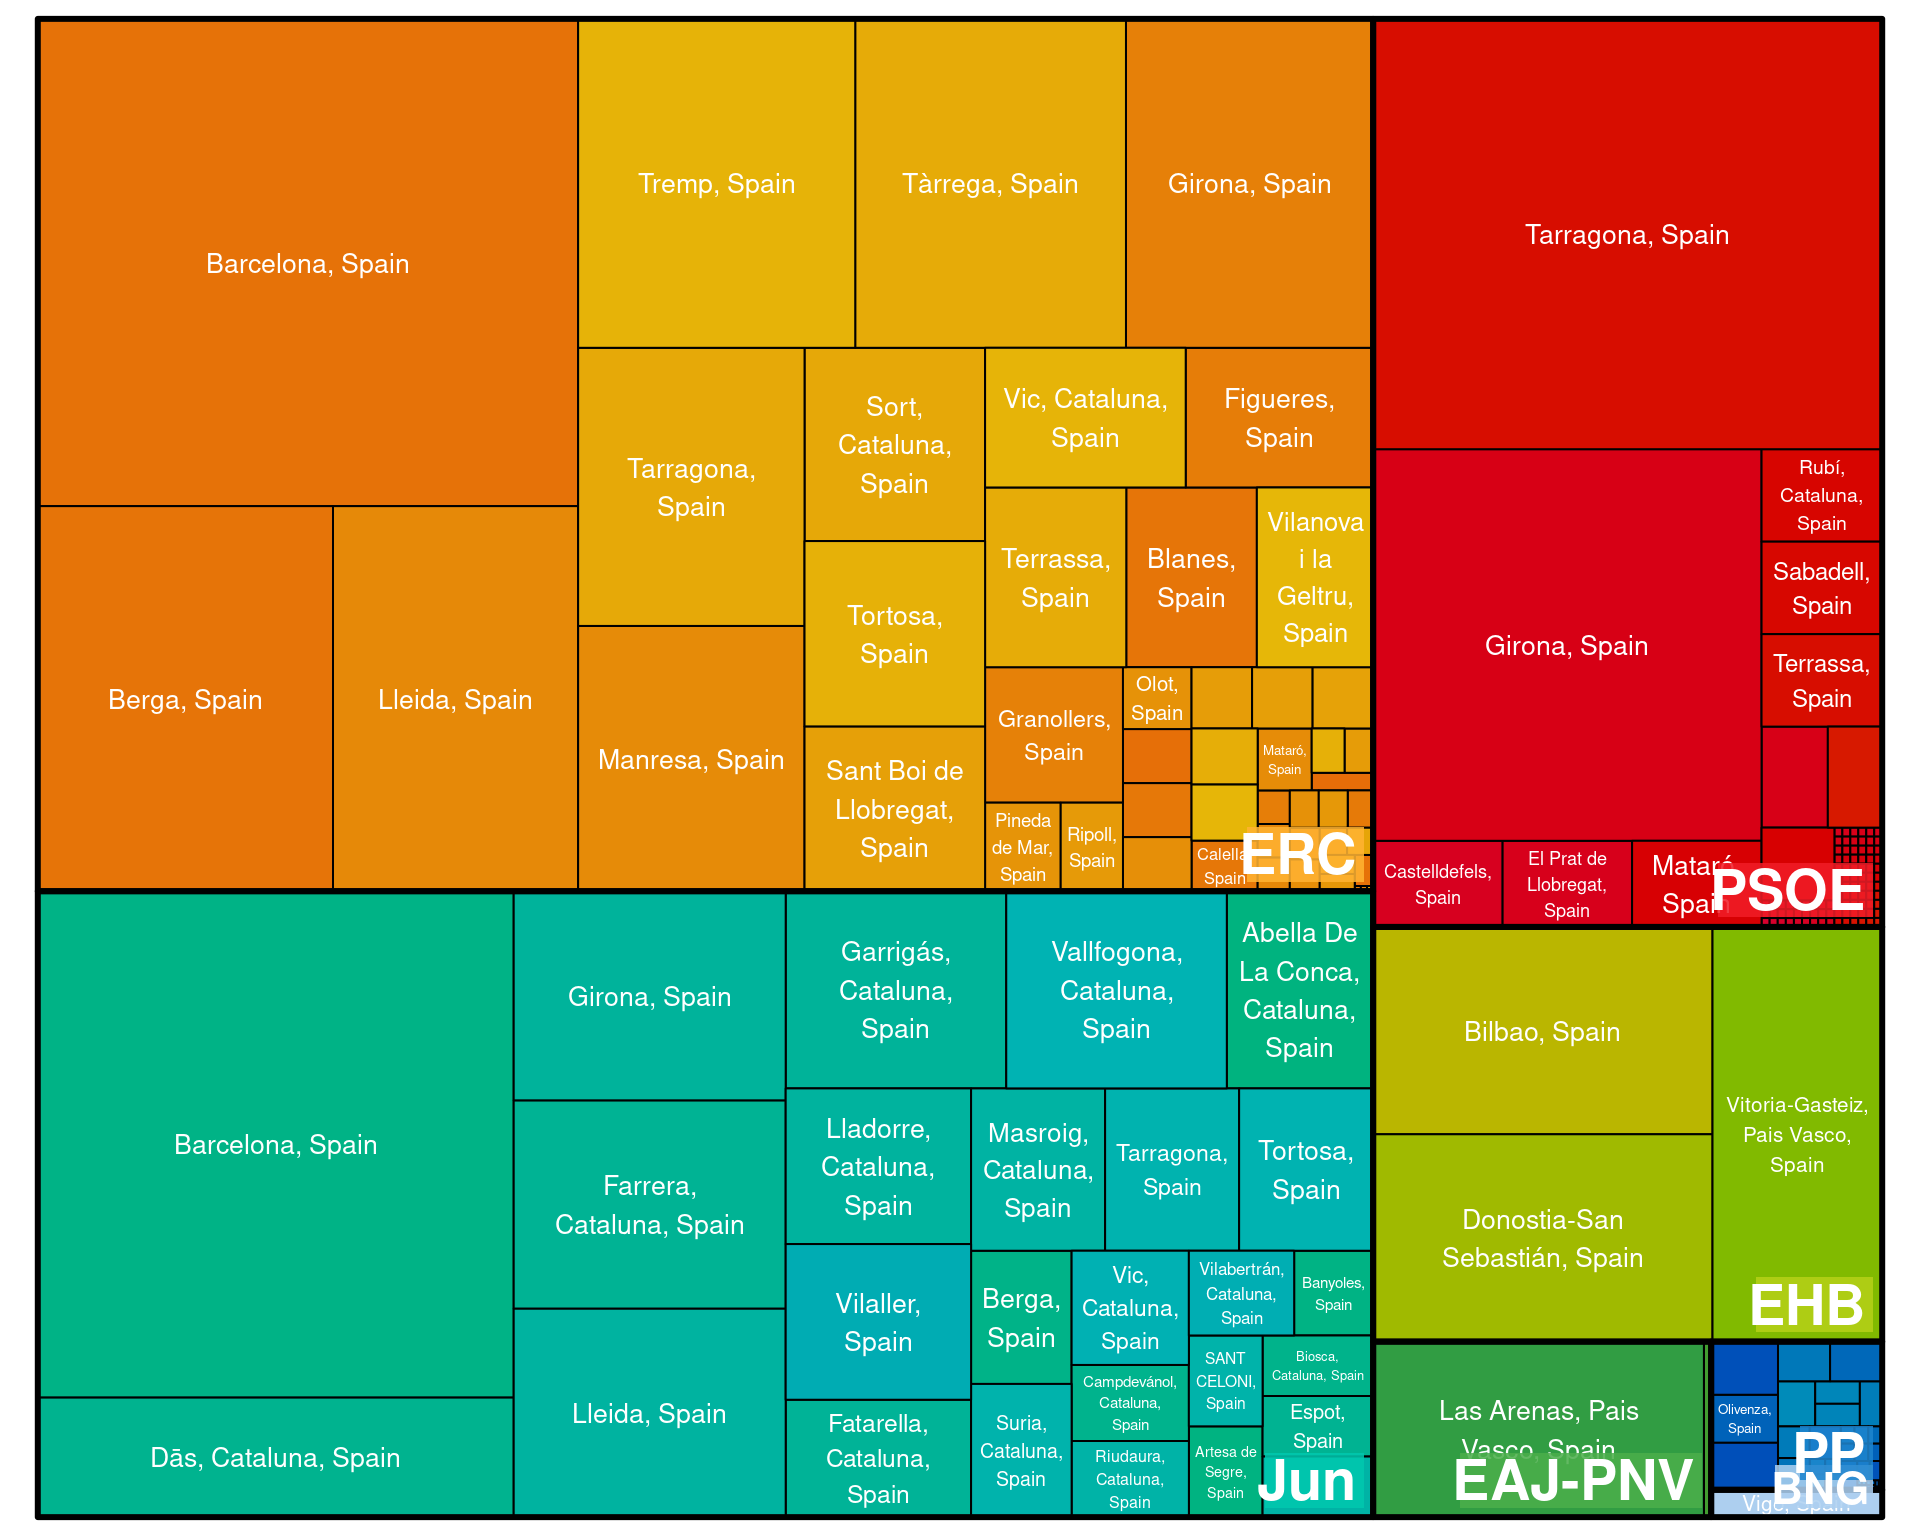 Barcelona, Spain
Tremp, Spain
Tàrrega, Spain
Girona, Spain
Berga, Spain
Lleida, Spain
Tarragona,
Spain
Manresa, Spain
Sort,
Cataluna,
Spain
Tortosa,
Spain
Sant Boi de
Llobregat,
Spain
Vic, Cataluna,
Spain
Figueres,
Spain
Terrassa,
Spain
Blanes,
Spain
Vilanova
i la
Geltru,
Spain
Granollers,
Spain
Pineda
de Mar,
Spain
Ripoll,
Spain
Olot,
Spain
Mataró,
Spain
Calella,
Spain
ERC
Tarragona, Spain
Girona, Spain
Rubí,
Cataluna,
Spain
Sabadell,
Spain
Terrassa,
Spain
Castelldefels,
Spain
El Prat de
Llobregat,
Spain
Mataró,
Spain
PSOE
Barcelona, Spain
Dās, Cataluna, Spain
Girona, Spain
Farrera,
Cataluna, Spain
Lleida, Spain
Garrigás,
Cataluna,
Spain
Vallfogona,
Cataluna,
Spain
Abella De
La Conca,
Cataluna,
Spain
Lladorre,
Cataluna,
Spain
Vilaller,
Spain
Fatarella,
Cataluna,
Spain
Masroig,
Cataluna,
Spain
Tarragona,
Spain
Tortosa,
Spain
Berga,
Spain
Suria,
Cataluna,
Spain
Vic,
Cataluna,
Spain
Campdevánol,
Cataluna,
Spain
Riudaura,
Cataluna,
Spain
Vilabertrán,
Cataluna,
Spain
Banyoles,
Spain
SANT
CELONI,
Spain
Artesa de
Segre,
Spain
Biosca,
Cataluna, Spain
Espot,
Spain
Jun
Bilbao, Spain
Donostia-San
Sebastián, Spain
Vitoria-Gasteiz,
Pais Vasco,
Spain
EHB
Las Arenas, Pais
Vasco, Spain
EAJ-PNV
Olivenza,
Spain
PP
BNG
Vigo, Spain